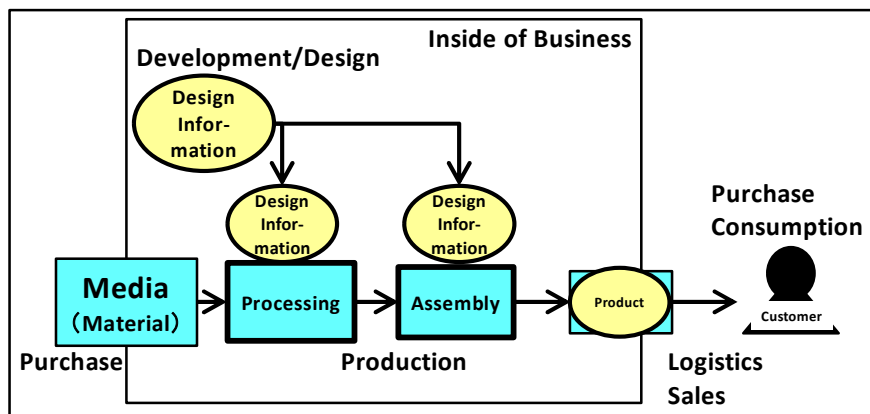 Inside of Business
Development/Design
Design
Infor-
mation
Design
Infor-
mation
Design
Infor-
mation
Purchase
Consumption
Media
（Material）
Processing
Assembly
Product
Customer
Purchase
Production
Logistics
Sales